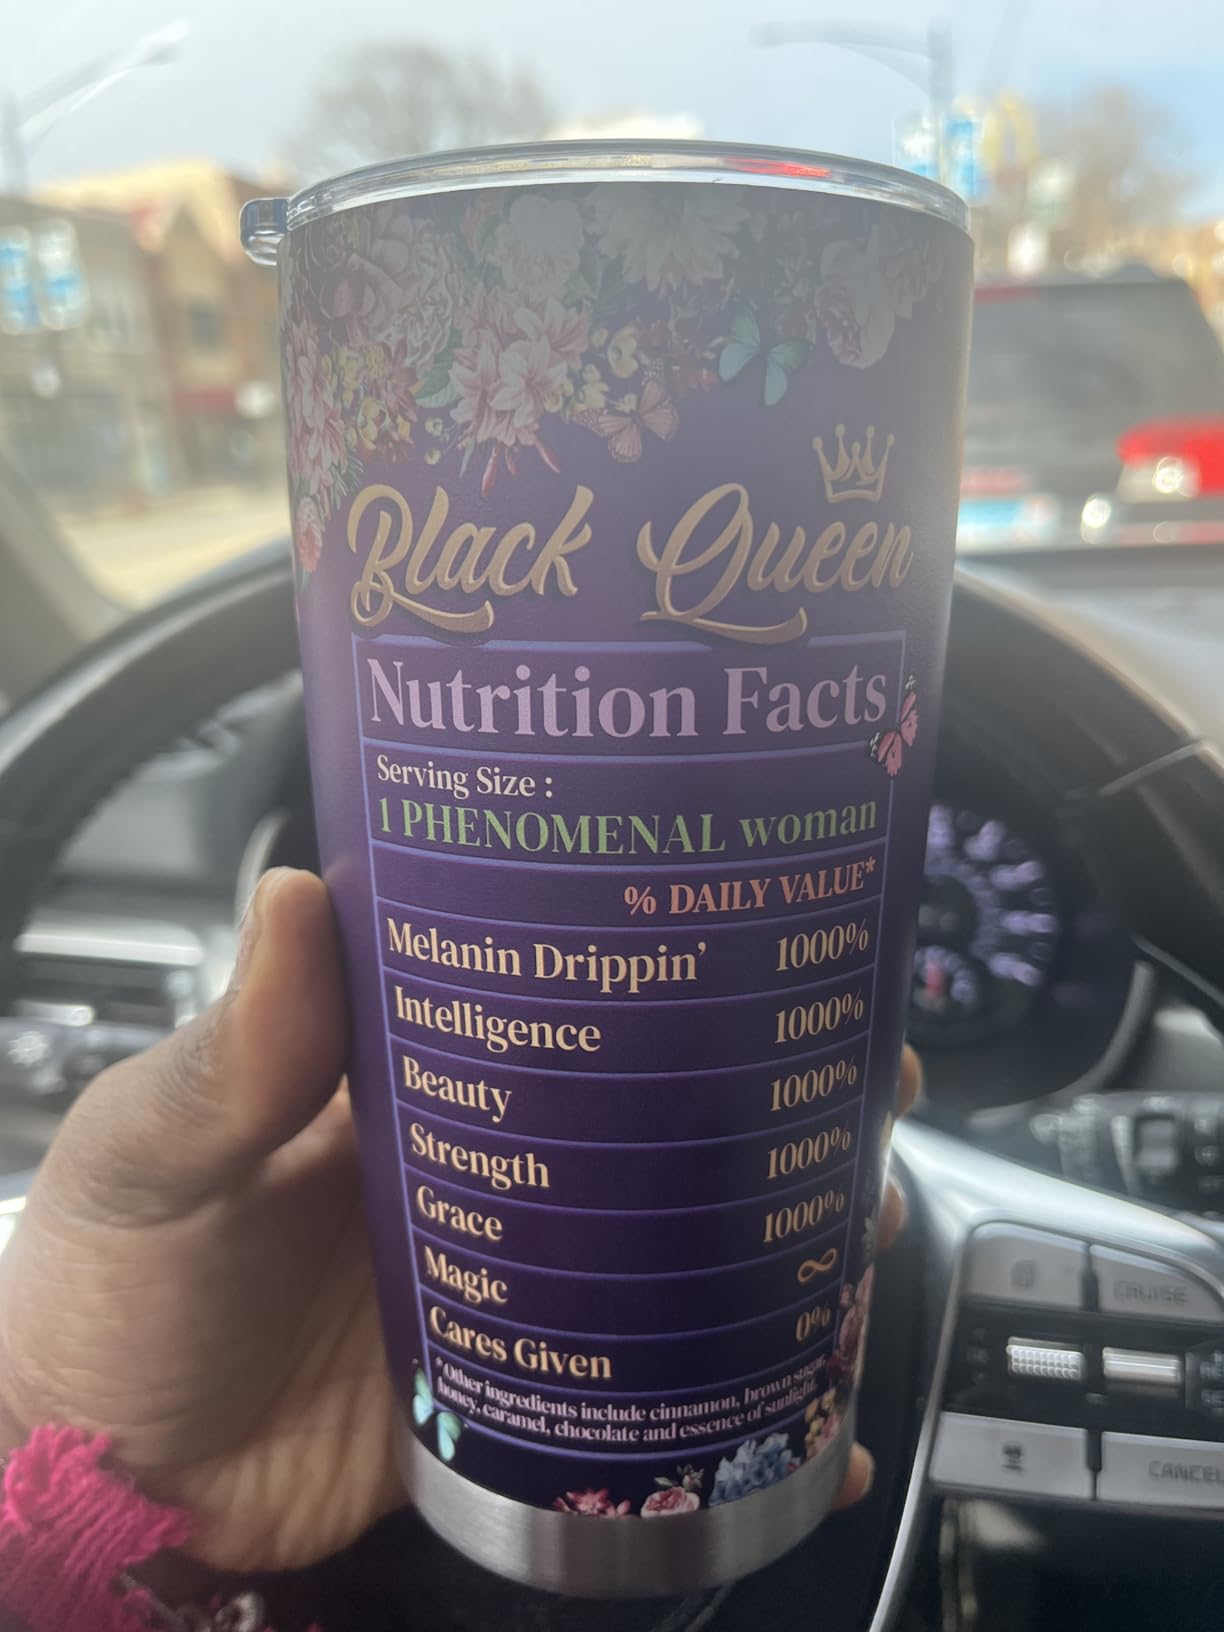 Black Queen
Nutrition Facts
Serving Size :
1 PHENOMENAL woman
% DAILY VALUE*
Melanin Drippin’ 1000%
Intelligence 1000%
Beauty 1000%
Strength 1000%
Grace 1000%
Magic ∞
Cares Given 0%
*Other ingredients include cinnamon, brown sugar,
honey, caramel, chocolate and essence of sunlight.
CRUISE
CANCEL